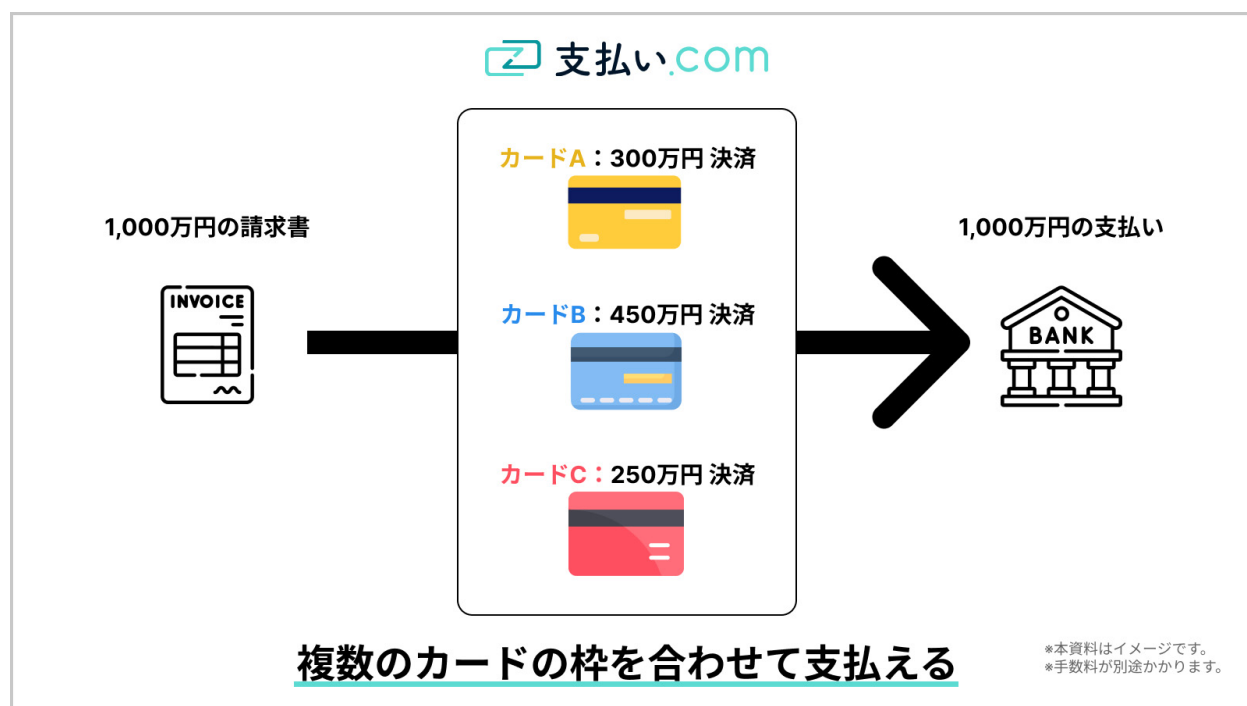 支払い.com
1,000万円の請求書
INVOICE
カードA：300万円 決済
カードB：450万円 決済
カードC：250万円 決済
1,000万円の支払い
BANK
複数のカードの枠を合わせて支払える
※本資料はイメージです。
※手数料が別途かかります。